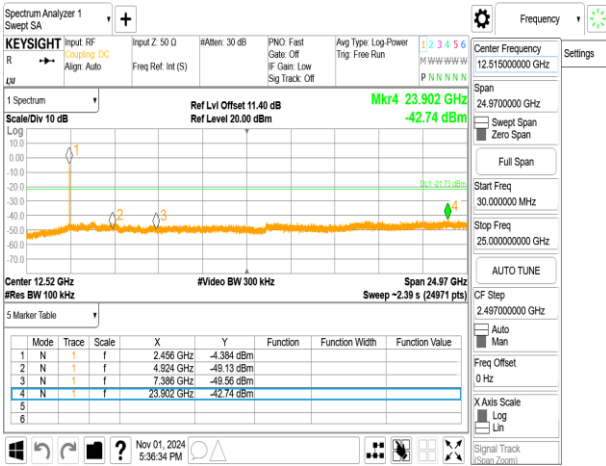 Spectrum Analyzer 1
Swept SA
+
Frequency
KEYSIGHT
R
Input: RF
Coupling: DC
Align: Auto
Input Z: 50 Ω
Freq Ref: Int (S)
#Atten: 30 dB
PNO: Fast
Gate: Off
IF Gain: Low
Sig Track: Off
Avg Type: Log-Power
Trig: Free Run
1 2 3 4 5 6
M W W W W W
P N N N N N
1 Spectrum
Scale/Div 10 dB
Ref Lvl Offset 11.40 dB
Ref Level 20.00 dBm
Mkr4 23.902 GHz
-42.74 dBm
Log
10.0
0.00
-10.0
-20.0
-30.0
-40.0
-50.0
-60.0
-70.0
1
2
3
4
DL1 -21.73 dBm
Center 12.52 GHz
#Res BW 100 kHz
#Video BW 300 kHz
Span 24.97 GHz
Sweep ~2.39 s (24971 pts)
5 Marker Table
Mode Trace Scale X Y Function Function Width Function Value
1 N 1 f 2.456 GHz -4.384 dBm
2 N 1 f 4.924 GHz -49.13 dBm
3 N 1 f 7.386 GHz -49.56 dBm
4 N 1 f 23.902 GHz -42.74 dBm
5
6
?
Nov 01, 2024
5:36:34 PM
Center Frequency
12.515000000 GHz
Span
24.9700000 GHz
Swept Span
Zero Span
Full Span
Start Freq
30.000000 MHz
Stop Freq
25.000000000 GHz
AUTO TUNE
CF Step
2.497000000 GHz
Auto
Man
Freq Offset
0 Hz
X Axis Scale
Log
Lin
Signal Track
(Span Zoom)
Settings